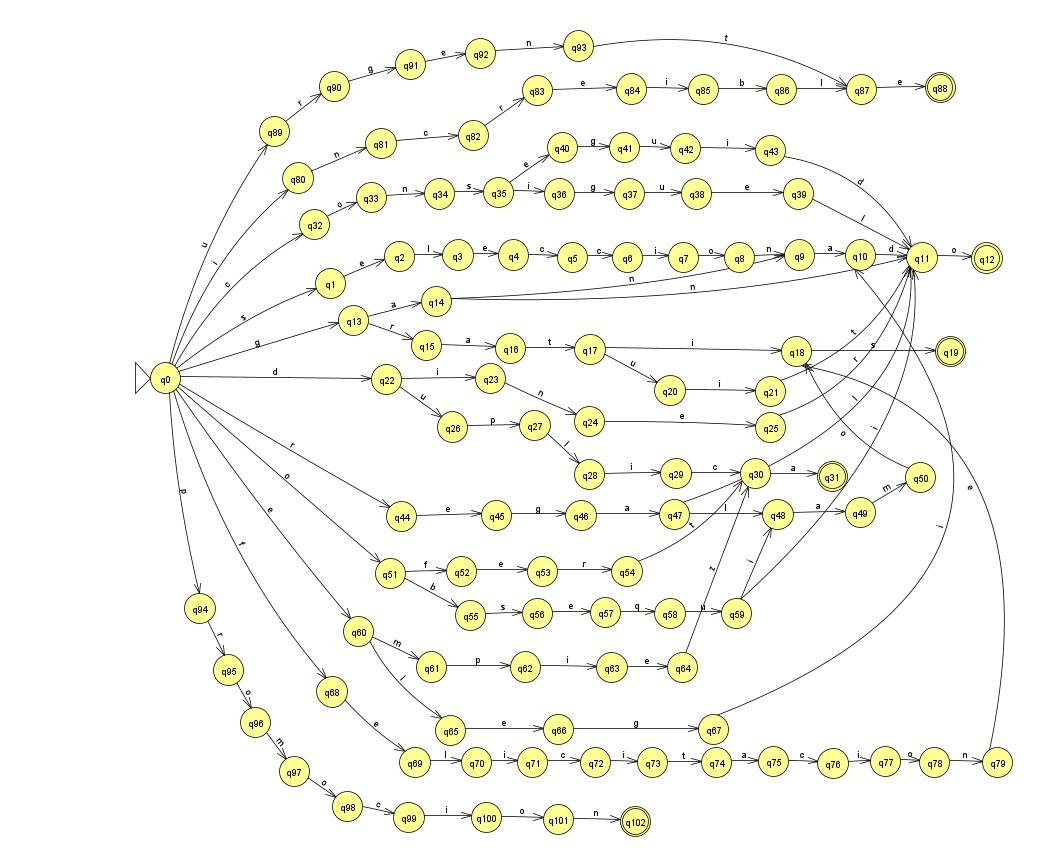 q93 t
q92 n
q91 e
q90 g
q89 r
u
q87 e q88
q83 e q84 i q85 b q86 l
q82 r
q81 c
q80 n
i
q40 g q41 u q42 i q43 d
q32 o q33 n q34 s q35 e i q36 g q37 u q38 e q39 l
c
q1 e q2 l q3 e q4 c q5 c q6 i q7 o q8 n q9 a q10 d q11 o q12
s
q13 a q14 n n
g r
q15 a q16 t q17 i q18 s q19
u q20 i q21 t
q0 d q22 i q23 n q24 e q25 r
u q26 p q27 l
q28 i q29 c q30 a q31
l
i
o q50
r q44 e q45 g q46 a q47 l q48 a q49 m
o q51 f q52 e q53 r q54 t
b q55 s q56 e q57 q q58 u q59 i
e q60 m q61 p q62 i q63 e q64 z
l q65 e q66 g q67 i
f q68 e q69 l q70 i q71 c q72 i q73 t q74 a q75 c q76 i q77 o q78 n q79 e
p q94 r
q95 o
q96 m
q97 o
q98 c q99 i q100 o q101 n q102